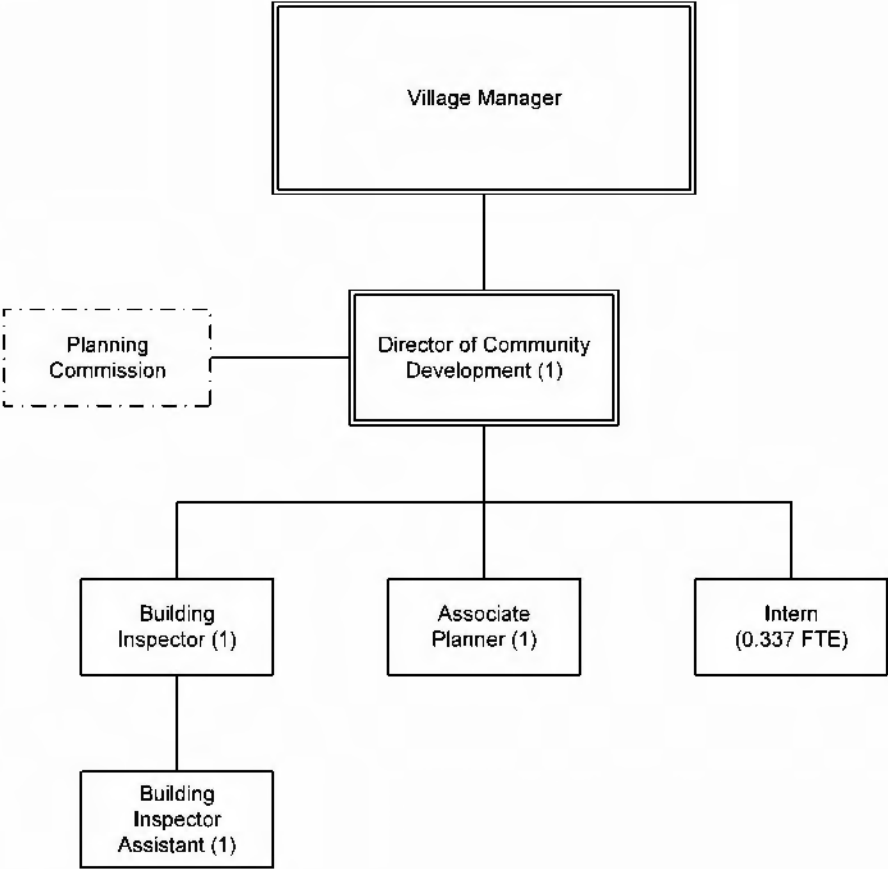 Village Manager
Planning
Commission
Director of Community
Development (1)
Building
Inspector (1)
Associate
Planner (1)
Intern
(0.337 FTE)
Building
Inspector
Assistant (1)